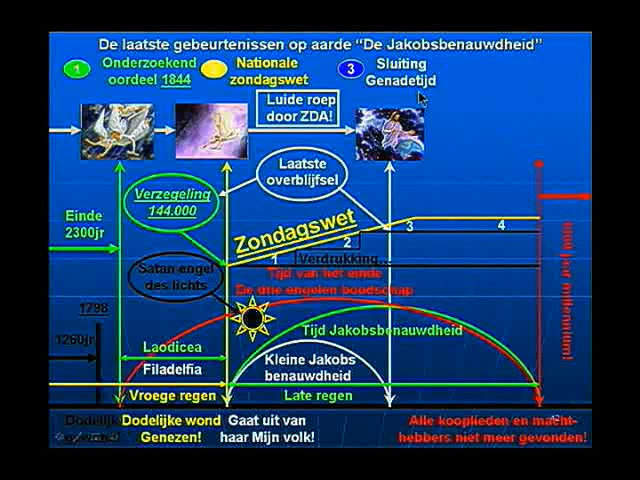 De laatste gebeurtenissen op aarde “De Jakobsbenauwdheid”
1 Onderzoekend
oordeel 1844
Nationale
zondagswet
3 Sluiting
Genadetijd
Luide roep
door ZDA!
Laatste
overblijfsel
Verzegeling
144.000
Einde
2300jr
Zondagswet
1 2 3 4
Verdrukking...
Satan engel
des lichts
Tijd van het einde
De drie engelen boodschap
1798
1260jr
Tijd Jakobsbenauwdheid
Laodicea
Filadelfia
Kleine Jakobs
benauwdheid
Vroege regen
Late regen
millennium!
Dodelijke wond
Genezen!
Gaat uit van
haar Mijn volk!
Alle kooplieden en macht-
hebbers niet meer gevonden!